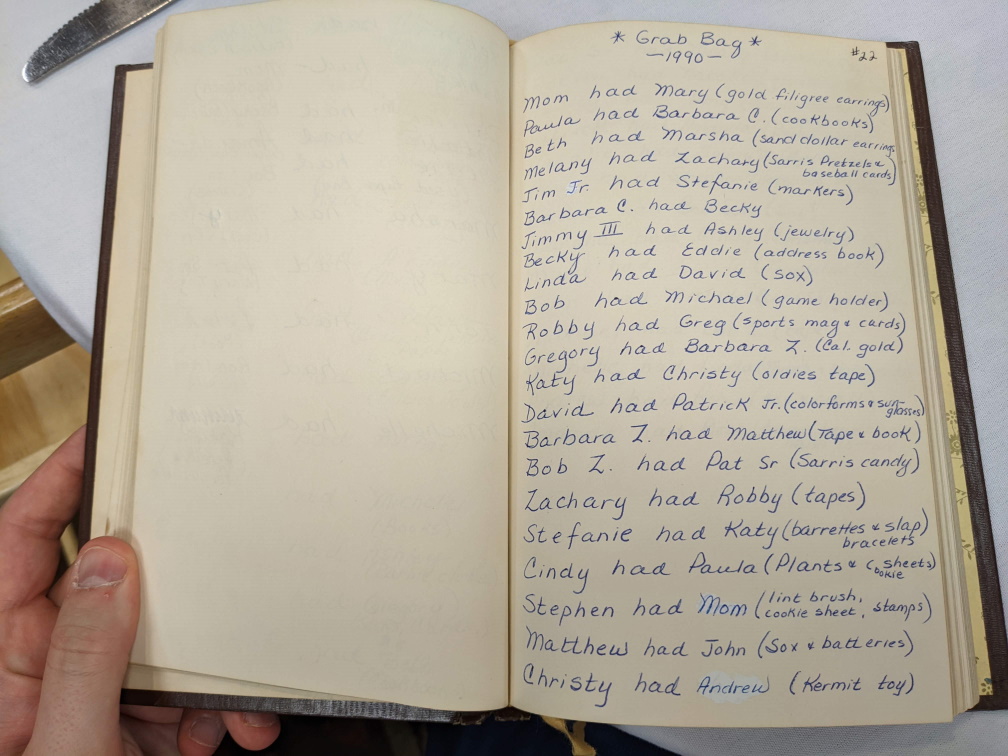 * Grab Bag *
-1990-
#22
Mom had Mary (gold filigree earrings)
Paula had Barbara C. (cookbooks)
Beth had Marsha (sand dollar earrings
Melany had Zachary (Sarris Pretzels &
baseball cards)
Jim Jr. had Stefanie (markers)
Barbara C. had Becky
Jimmy III had Ashley (jewelry)
Becky had Eddie (address book)
Linda had David (sox)
Bob had Michael (game holder)
Robby had Greg (sports mag & cards)
Gregory had Barbara Z. (Cal. gold)
Katy had Christy (oldies tape)
David had Patrick Jr. (colorforms & sun-
glasses)
Barbara Z. had Matthew (Tape & book)
Bob Z. had Pat Sr (Sarris candy)
Zachary had Robby (tapes)
Stefanie had Katy (barrettes & slap)
bracelets
Cindy had Paula (Plants & cookie sheets)
Stephen had Mom (lint brush,
cookie sheet, stamps)
Matthew had John (Sox & batteries)
Christy had Andrew (Kermit toy)